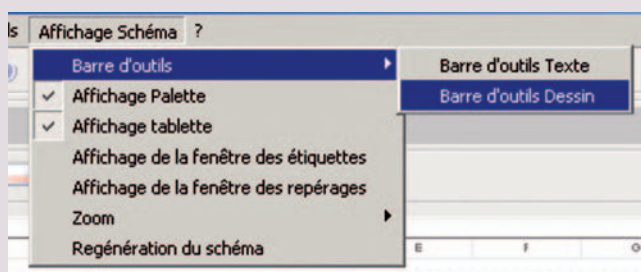 ls Affichage Schéma ?
Barre d'outils
Barre d'outils Texte
Affichage Palette
Barre d'outils Dessin
Affichage tablette
Affichage de la fenêtre des étiquettes
Affichage de la fenêtre des repérages
Zoom
Regénération du schéma
E F